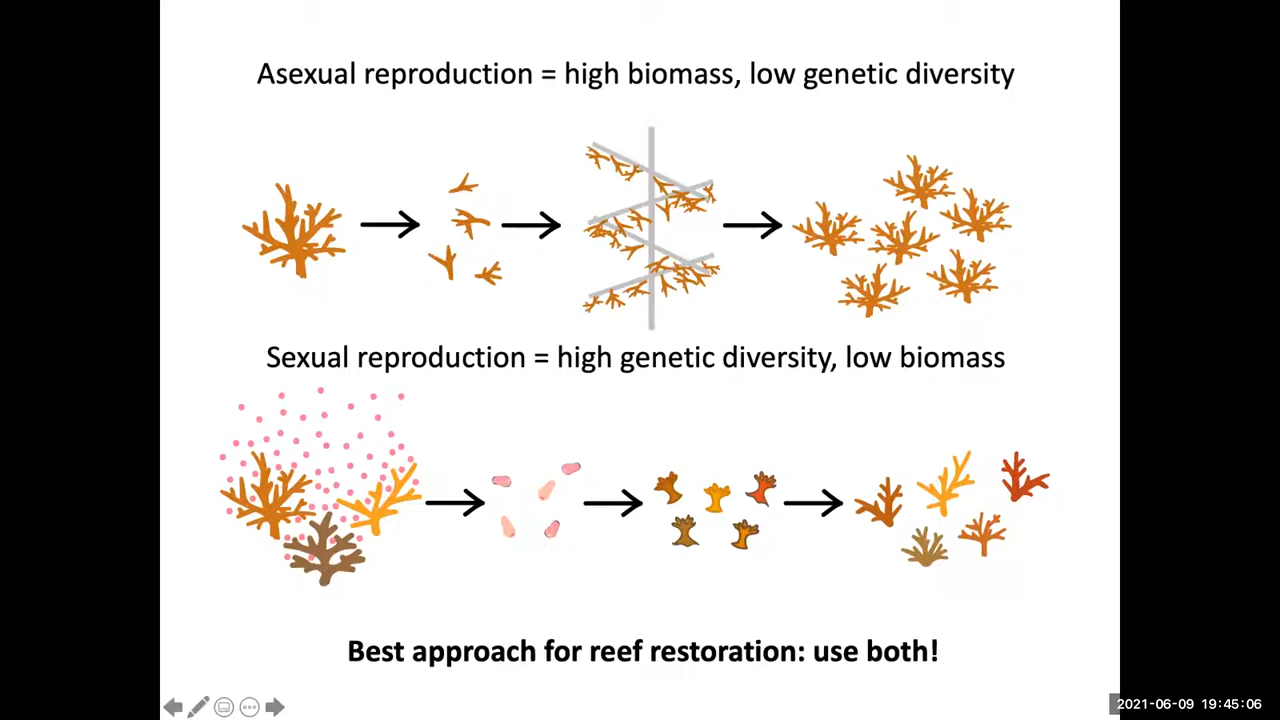 Asexual reproduction = high biomass, low genetic diversity
Sexual reproduction = high genetic diversity, low biomass
Best approach for reef restoration: use both!
2021-06-09 19:45:06